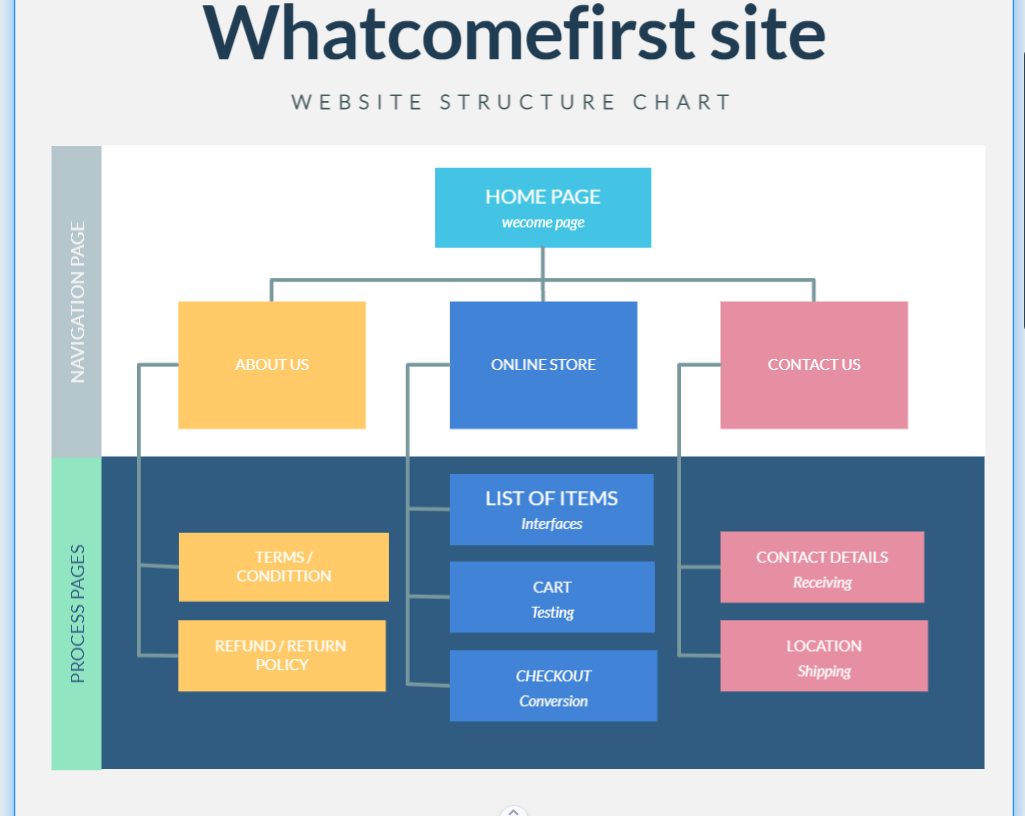 Whatcomefirst site
WEBSITE STRUCTURE CHART
NAVIGATION PAGE
HOME PAGE
wecome page
ABOUT US
ONLINE STORE
CONTACT US
PROCESS PAGES
TERMS /
CONDITTION
REFUND / RETURN
POLICY
LIST OF ITEMS
Interfaces
CART
Testing
CHECKOUT
Conversion
CONTACT DETAILS
Receiving
LOCATION
Shipping